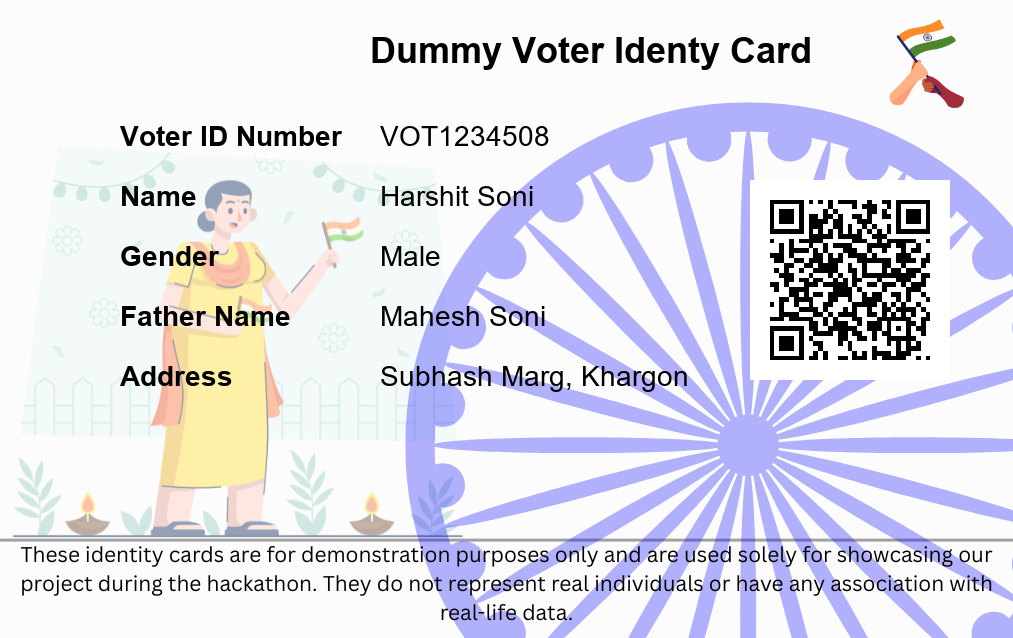 Dummy Voter Identy Card
Voter ID Number VOT1234508
Name Harshit Soni
Gender Male
Father Name Mahesh Soni
Address Subhash Marg, Khargon
These identity cards are for demonstration purposes only and are used solely for showcasing our
project during the hackathon. They do not represent real individuals or have any association with
real-life data.